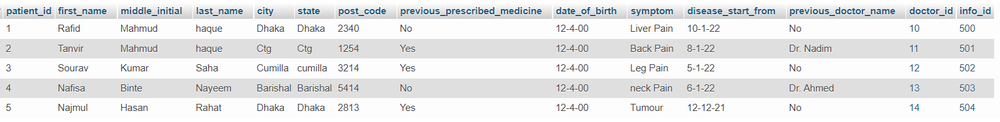 patient_id first_name middle_initial last_name city state post_code previous_prescribed_medicine date_of_birth symptom disease_start_from previous_doctor_name doctor_id info_id
1 Rafid Mahmud haque Dhaka Dhaka 2340 No 12-4-00 Liver Pain 10-1-22 No 10 500
2 Tanvir Mahmud haque Ctg Ctg 1254 Yes 12-4-00 Back Pain 8-1-22 Dr. Nadim 11 501
3 Sourav Kumar Saha Cumilla cumilla 3214 Yes 12-4-00 Leg Pain 5-1-22 No 12 502
4 Nafisa Binte Nayeem Barishal Barishal 5414 No 12-4-00 neck Pain 6-1-22 Dr. Ahmed 13 503
5 Najmul Hasan Rahat Dhaka Dhaka 2813 Yes 12-4-00 Tumour 12-12-21 No 14 504